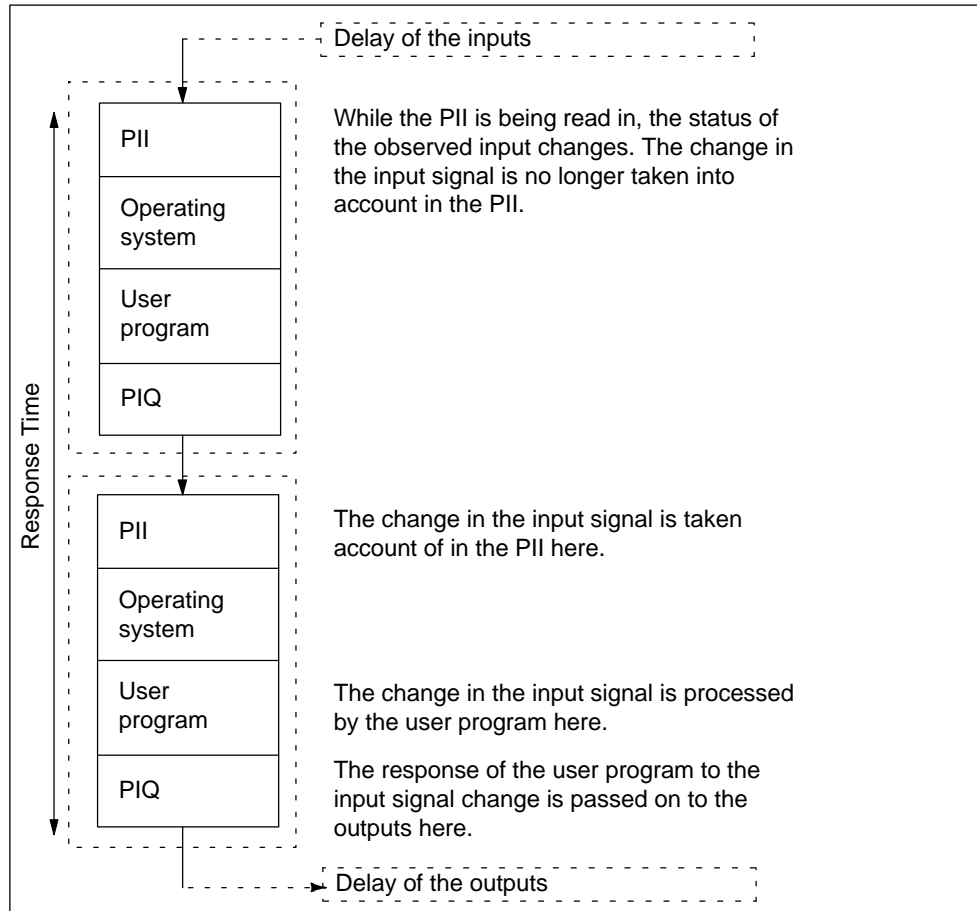 Delay of the inputs
PII
While the PII is being read in, the status of
the observed input changes. The change in
the input signal is no longer taken into
account in the PII.
Operating
system
User
program
PIQ
Response Time
PII
The change in the input signal is taken
account of in the PII here.
Operating
system
User
program
The change in the input signal is processed
by the user program here.
PIQ
The response of the user program to the
input signal change is passed on to the
outputs here.
Delay of the outputs